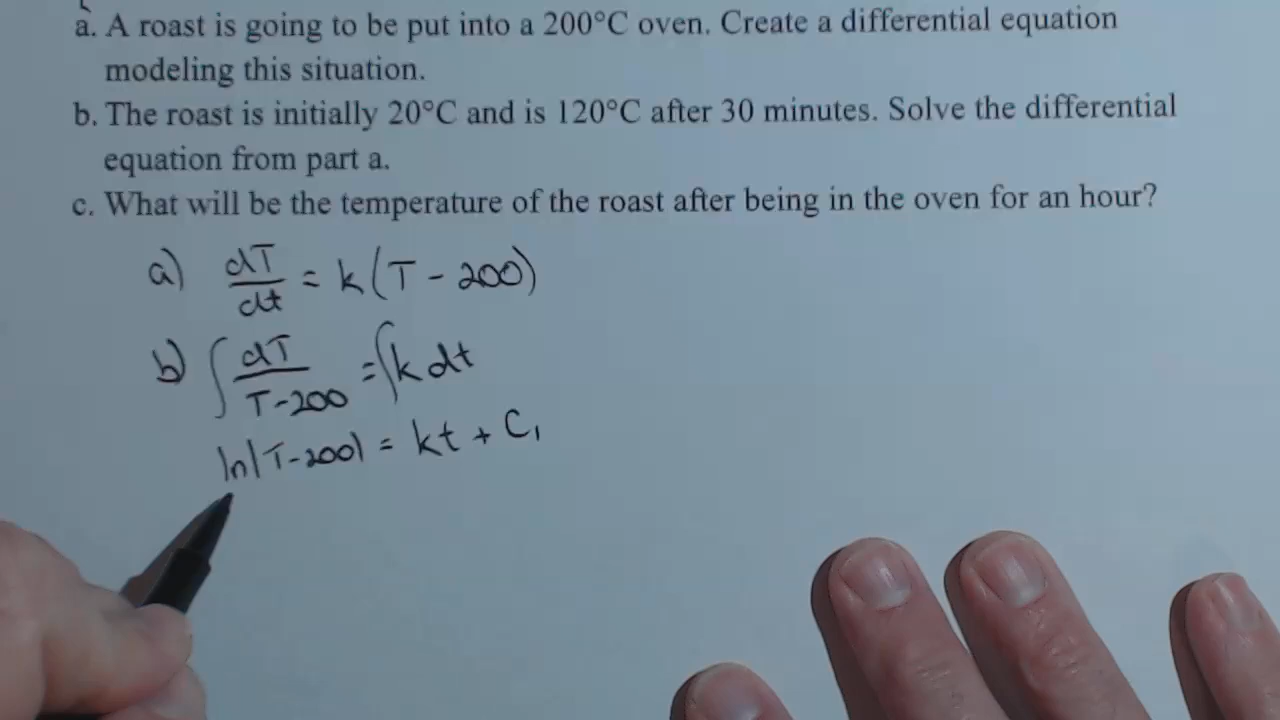 a. A roast is going to be put into a 200°C oven. Create a differential equation
modeling this situation.
b. The roast is initially 20°C and is 120°C after 30 minutes. Solve the differential
equation from part a.
c. What will be the temperature of the roast after being in the oven for an hour?
a) dT/dt = k(T - 200)
b) ∫ dT/(T-200) = ∫k dt
ln|T-200| = kt + C₁